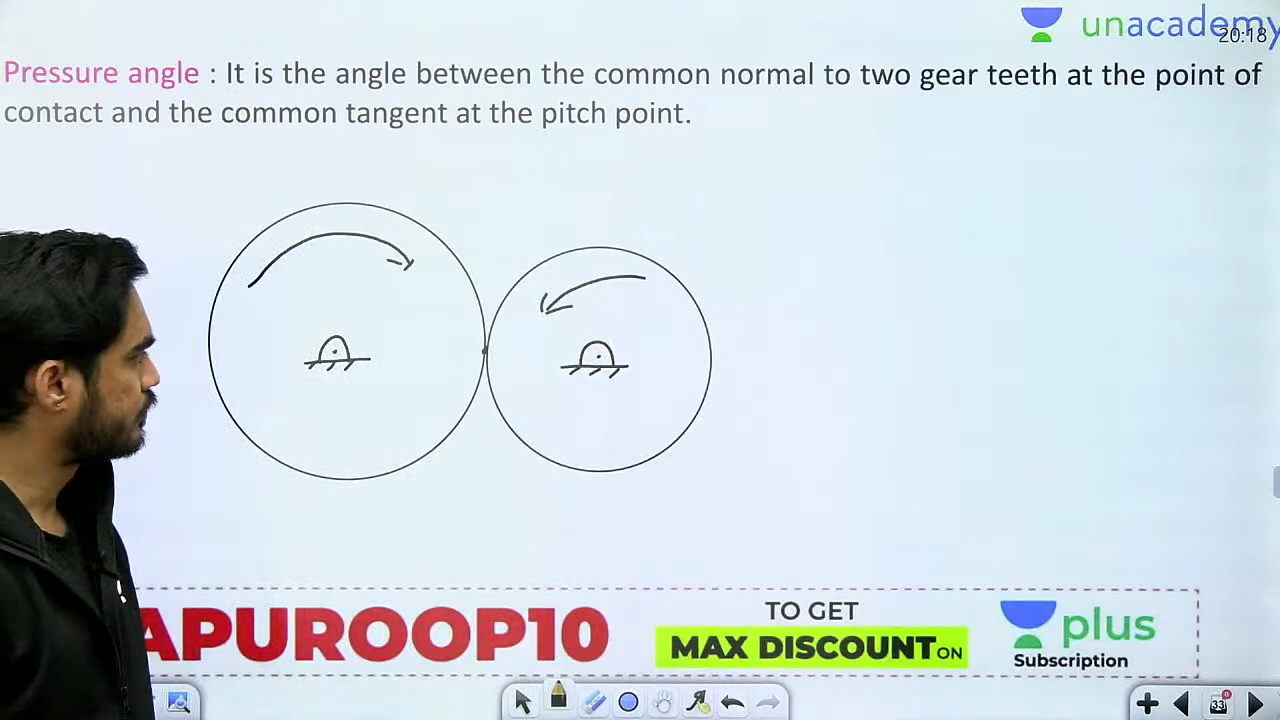 unacademy
20:18
Pressure angle : It is the angle between the common normal to two gear teeth at the point of
contact and the common tangent at the pitch point.
APUROOP10
TO GET
MAX DISCOUNT ON
plus
Subscription
33
0